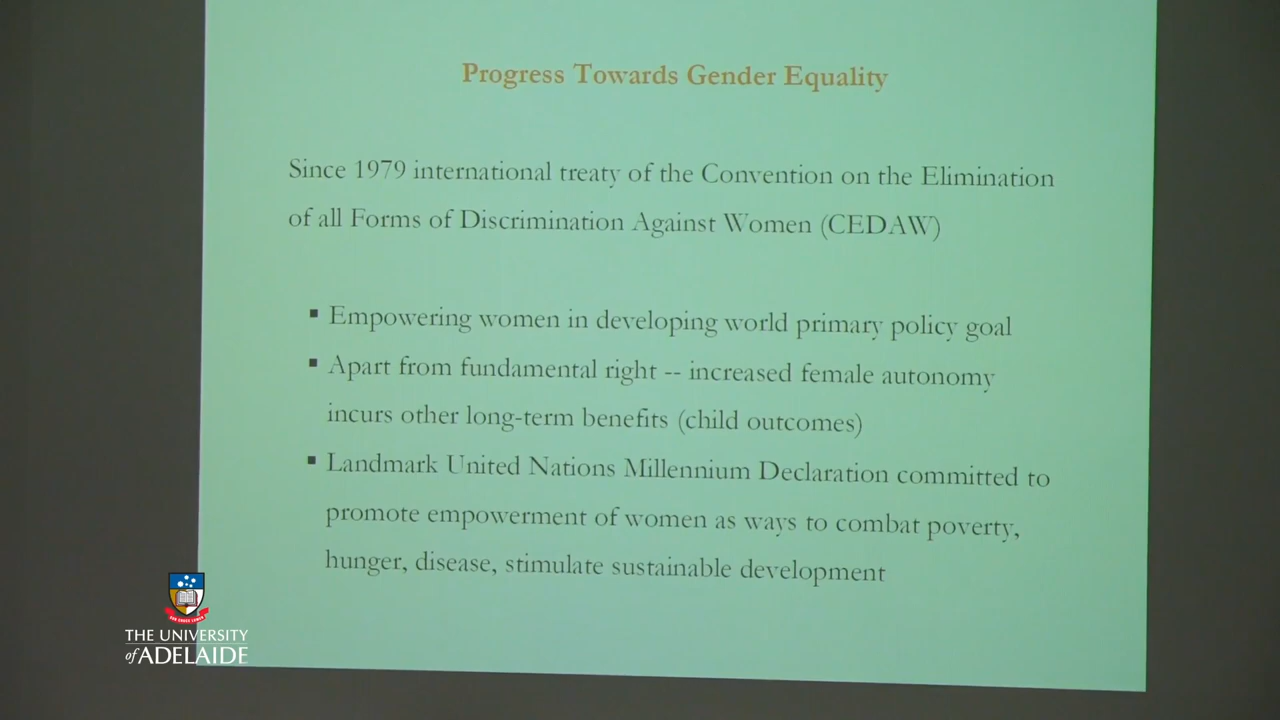 Progress Towards Gender Equality
Since 1979 international treaty of the Convention on the Elimination
of all Forms of Discrimination Against Women (CEDAW)
▪ Empowering women in developing world primary policy goal
▪ Apart from fundamental right -- increased female autonomy
incurs other long-term benefits (child outcomes)
▪ Landmark United Nations Millennium Declaration committed to
promote empowerment of women as ways to combat poverty,
hunger, disease, stimulate sustainable development
THE UNIVERSITY
of ADELAIDE